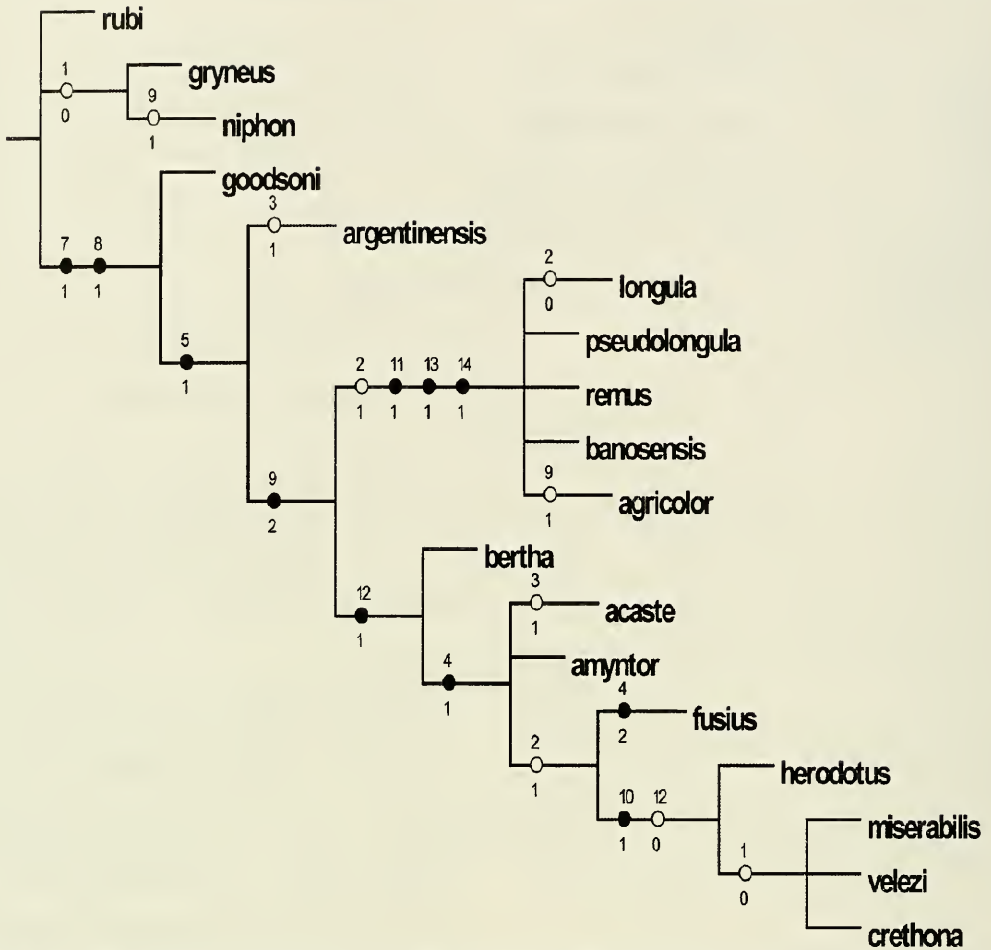 rubi
1
gryneus
0
9
niphon
1
goodsoni
3
argentinensis
1
7 8
1 1
2
longula
0
5
pseudolongula
1
2 11 13 14
remus
1 1 1 1
banosensis
9
9
agricolor
2
1
bertha
12
3
acaste
1
1
4
amyntor
1
4
fusius
2
2
herodotus
1
10 12
miserabilis
1 0
1
velezi
0
crethona